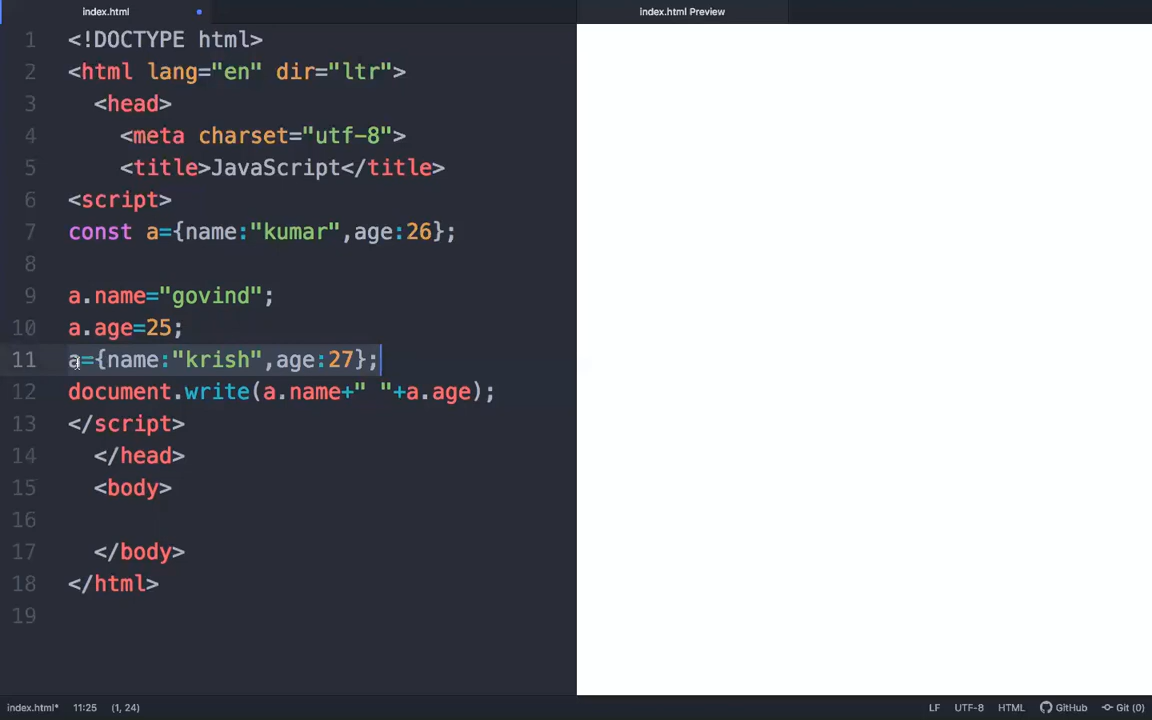 index.html
index.html Preview
1 <!DOCTYPE html>
2 <html lang="en" dir="ltr">
3 <head>
4 <meta charset="utf-8">
5 <title>JavaScript</title>
6 <script>
7 const a={name:"kumar",age:26};
8
9 a.name="govind";
10 a.age=25;
11 a={name:"krish",age:27};
12 document.write(a.name+" "+a.age);
13 </script>
14 </head>
15 <body>
16
17 </body>
18 </html>
19
index.html* 11:25 (1, 24) LF UTF-8 HTML GitHub Git (0)